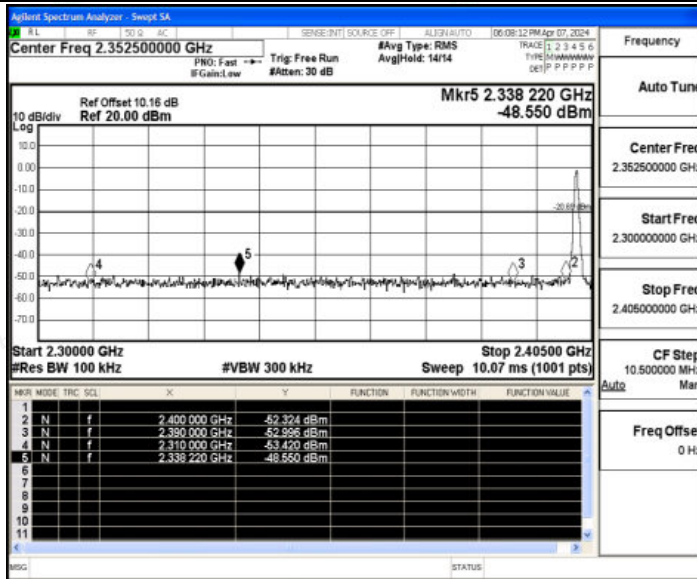 Agilent Spectrum Analyzer - Swept SA
RL RF 50 Ω AC SENSE:INT SOURCE OFF ALIGN AUTO 06:08:12 PM Apr 07, 2024
Center Freq 2.352500000 GHz
PNO: Fast
IFGain:Low
Trig: Free Run
#Atten: 30 dB
#Avg Type: RMS
Avg|Hold: 14/14
TRACE 1 2 3 4 5 6
TYPE M
DET P P P P P P
Ref Offset 10.16 dB
10 dB/div Ref 20.00 dBm
Log
Mkr5 2.338 220 GHz
-48.550 dBm
10.0
0.00
-10.0
-20.0
-30.0
-40.0
-50.0
-60.0
-70.0
4
5
3
2
Start 2.30000 GHz
Stop 2.40500 GHz
#Res BW 100 kHz #VBW 300 kHz Sweep 10.07 ms (1001 pts)
MKR MODE TRC SCL X Y FUNCTION FUNCTION WIDTH FUNCTION VALUE
1
2 N f 2.400 000 GHz -52.324 dBm
3 N f 2.390 000 GHz -52.996 dBm
4 N f 2.310 000 GHz -53.420 dBm
5 N f 2.338 220 GHz -48.550 dBm
6
7
8
9
10
11
MSG STATUS
Frequency
Auto Tune
Center Freq
2.352500000 GHz
Start Freq
2.300000000 GHz
Stop Freq
2.405000000 GHz
CF Step
10.500000 MHz
Auto Man
Freq Offse
0 Hz